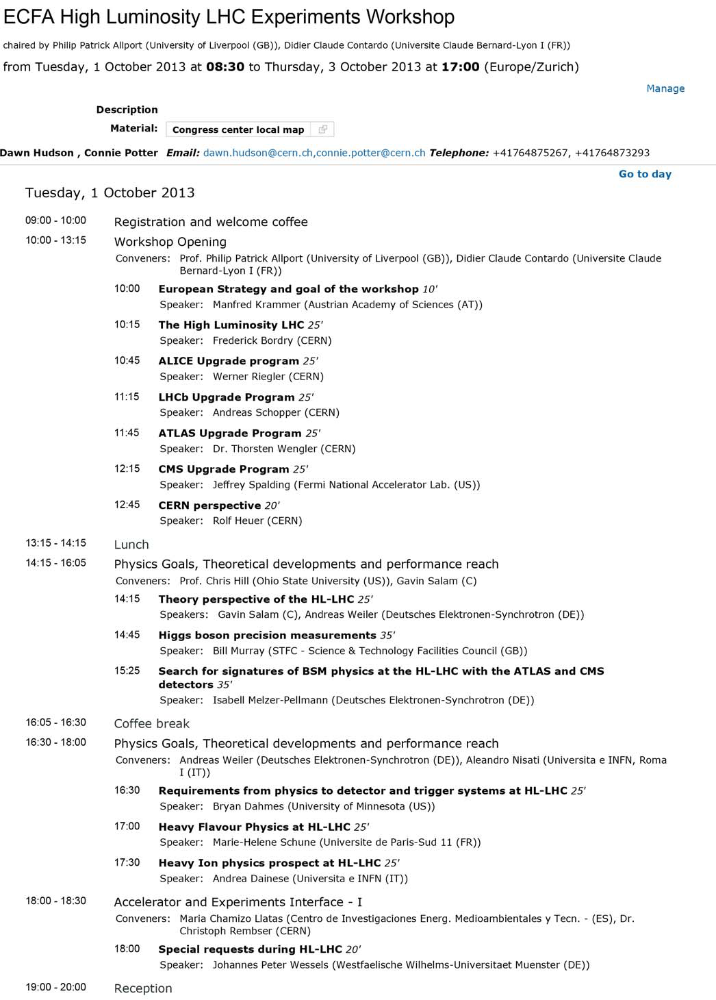 ECFA High Luminosity LHC Experiments Workshop
chaired by Philip Patrick Allport (University of Liverpool (GB)), Didier Claude Contardo (Universite Claude Bernard-Lyon I (FR))
from Tuesday, 1 October 2013 at 08:30 to Thursday, 3 October 2013 at 17:00 (Europe/Zurich)
Manage
Description
Material: Congress center local map
Dawn Hudson , Connie Potter Email: dawn.hudson@cern.ch,connie.potter@cern.ch Telephone: +41764875267, +41764873293
Go to day
Tuesday, 1 October 2013
09:00 - 10:00 Registration and welcome coffee
10:00 - 13:15 Workshop Opening
Conveners: Prof. Philip Patrick Allport (University of Liverpool (GB)), Didier Claude Contardo (Universite Claude
Bernard-Lyon I (FR))
10:00 European Strategy and goal of the workshop 10'
Speaker: Manfred Krammer (Austrian Academy of Sciences (AT))
10:15 The High Luminosity LHC 25'
Speaker: Frederick Bordry (CERN)
10:45 ALICE Upgrade program 25'
Speaker: Werner Riegler (CERN)
11:15 LHCb Upgrade Program 25'
Speaker: Andreas Schopper (CERN)
11:45 ATLAS Upgrade Program 25'
Speaker: Dr. Thorsten Wengler (CERN)
12:15 CMS Upgrade Program 25'
Speaker: Jeffrey Spalding (Fermi National Accelerator Lab. (US))
12:45 CERN perspective 20'
Speaker: Rolf Heuer (CERN)
13:15 - 14:15 Lunch
14:15 - 16:05 Physics Goals, Theoretical developments and performance reach
Conveners: Prof. Chris Hill (Ohio State University (US)), Gavin Salam (C)
14:15 Theory perspective of the HL-LHC 25'
Speakers: Gavin Salam (C), Andreas Weiler (Deutsches Elektronen-Synchrotron (DE))
14:45 Higgs boson precision measurements 35'
Speaker: Bill Murray (STFC - Science & Technology Facilities Council (GB))
15:25 Search for signatures of BSM physics at the HL-LHC with the ATLAS and CMS
detectors 35'
Speaker: Isabell Melzer-Pellmann (Deutsches Elektronen-Synchrotron (DE))
16:05 - 16:30 Coffee break
16:30 - 18:00 Physics Goals, Theoretical developments and performance reach
Conveners: Andreas Weiler (Deutsches Elektronen-Synchrotron (DE)), Aleandro Nisati (Universita e INFN, Roma
I (IT))
16:30 Requirements from physics to detector and trigger systems at HL-LHC 25'
Speaker: Bryan Dahmes (University of Minnesota (US))
17:00 Heavy Flavour Physics at HL-LHC 25'
Speaker: Marie-Helene Schune (Universite de Paris-Sud 11 (FR))
17:30 Heavy Ion physics prospect at HL-LHC 25'
Speaker: Andrea Dainese (Universita e INFN (IT))
18:00 - 18:30 Accelerator and Experiments Interface - I
Conveners: Maria Chamizo Llatas (Centro de Investigaciones Energ. Medioambientales y Tecn. - (ES), Dr.
Christoph Rembser (CERN)
18:00 Special requests during HL-LHC 20'
Speaker: Johannes Peter Wessels (Westfaelische Wilhelms-Universitaet Muenster (DE))
19:00 - 20:00 Reception